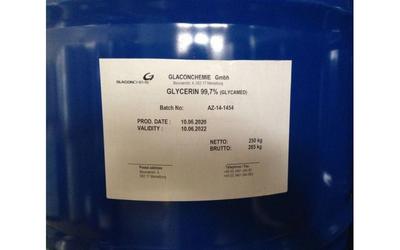 GLACONCHEMIE
GLACONCHEMIE Gmbh
GLYCERIN 99,7% (GLYCAMED)
Batch No: AZ-14-1454
PROD. DATE : 10.06.2020
VALIDITY : 10.06.2022
NETTO: 250 kg
BRUTTO: 265 kg